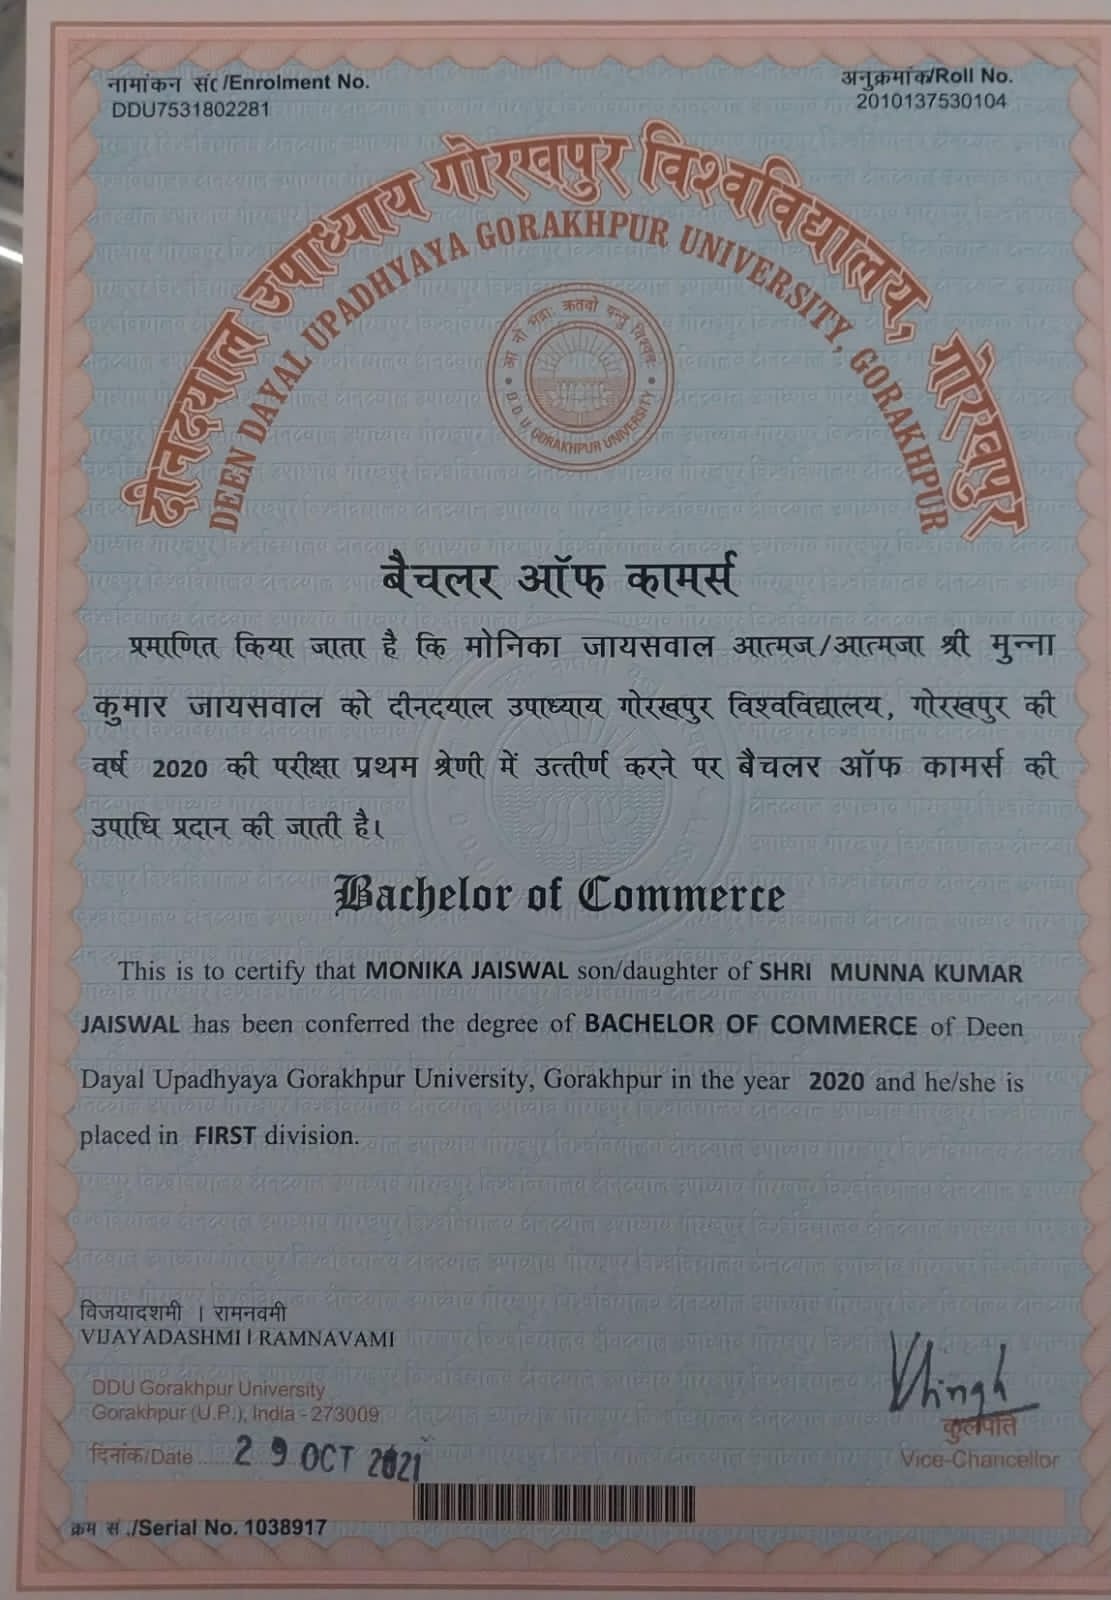 नामांकन सं०/Enrolment No.
DDU7531802281
अनुक्रमांक/Roll No.
2010137530104
दीनदयाल उपाध्याय गोरखपुर विश्वविद्यालय, गोरखपुर
DEEN DAYAL UPADHYAYA GORAKHPUR UNIVERSITY, GORAKHPUR
आ नो भद्राः क्रतवो यन्तु विश्वतः
D.D.U. GORAKHPUR UNIVERSITY
बैचलर ऑफ कामर्स
प्रमाणित किया जाता है कि मोनिका जायसवाल आत्मज/आत्मजा श्री मुन्ना
कुमार जायसवाल को दीनदयाल उपाध्याय गोरखपुर विश्वविद्यालय, गोरखपुर की
वर्ष 2020 की परीक्षा प्रथम श्रेणी में उत्तीर्ण करने पर बैचलर ऑफ कामर्स की
उपाधि प्रदान की जाती है।
Bachelor of Commerce
This is to certify that MONIKA JAISWAL son/daughter of SHRI MUNNA KUMAR
JAISWAL has been conferred the degree of BACHELOR OF COMMERCE of Deen
Dayal Upadhyaya Gorakhpur University, Gorakhpur in the year 2020 and he/she is
placed in FIRST division.
विजयादशमी । रामनवमी
VIJAYADASHMI I RAMNAVAMI
DDU Gorakhpur University
Gorakhpur (U.P.), India - 273009
दिनांक/Date ..... 29 OCT 2021
कुलपति
Vice-Chancellor
क्रम सं ./Serial No. 1038917